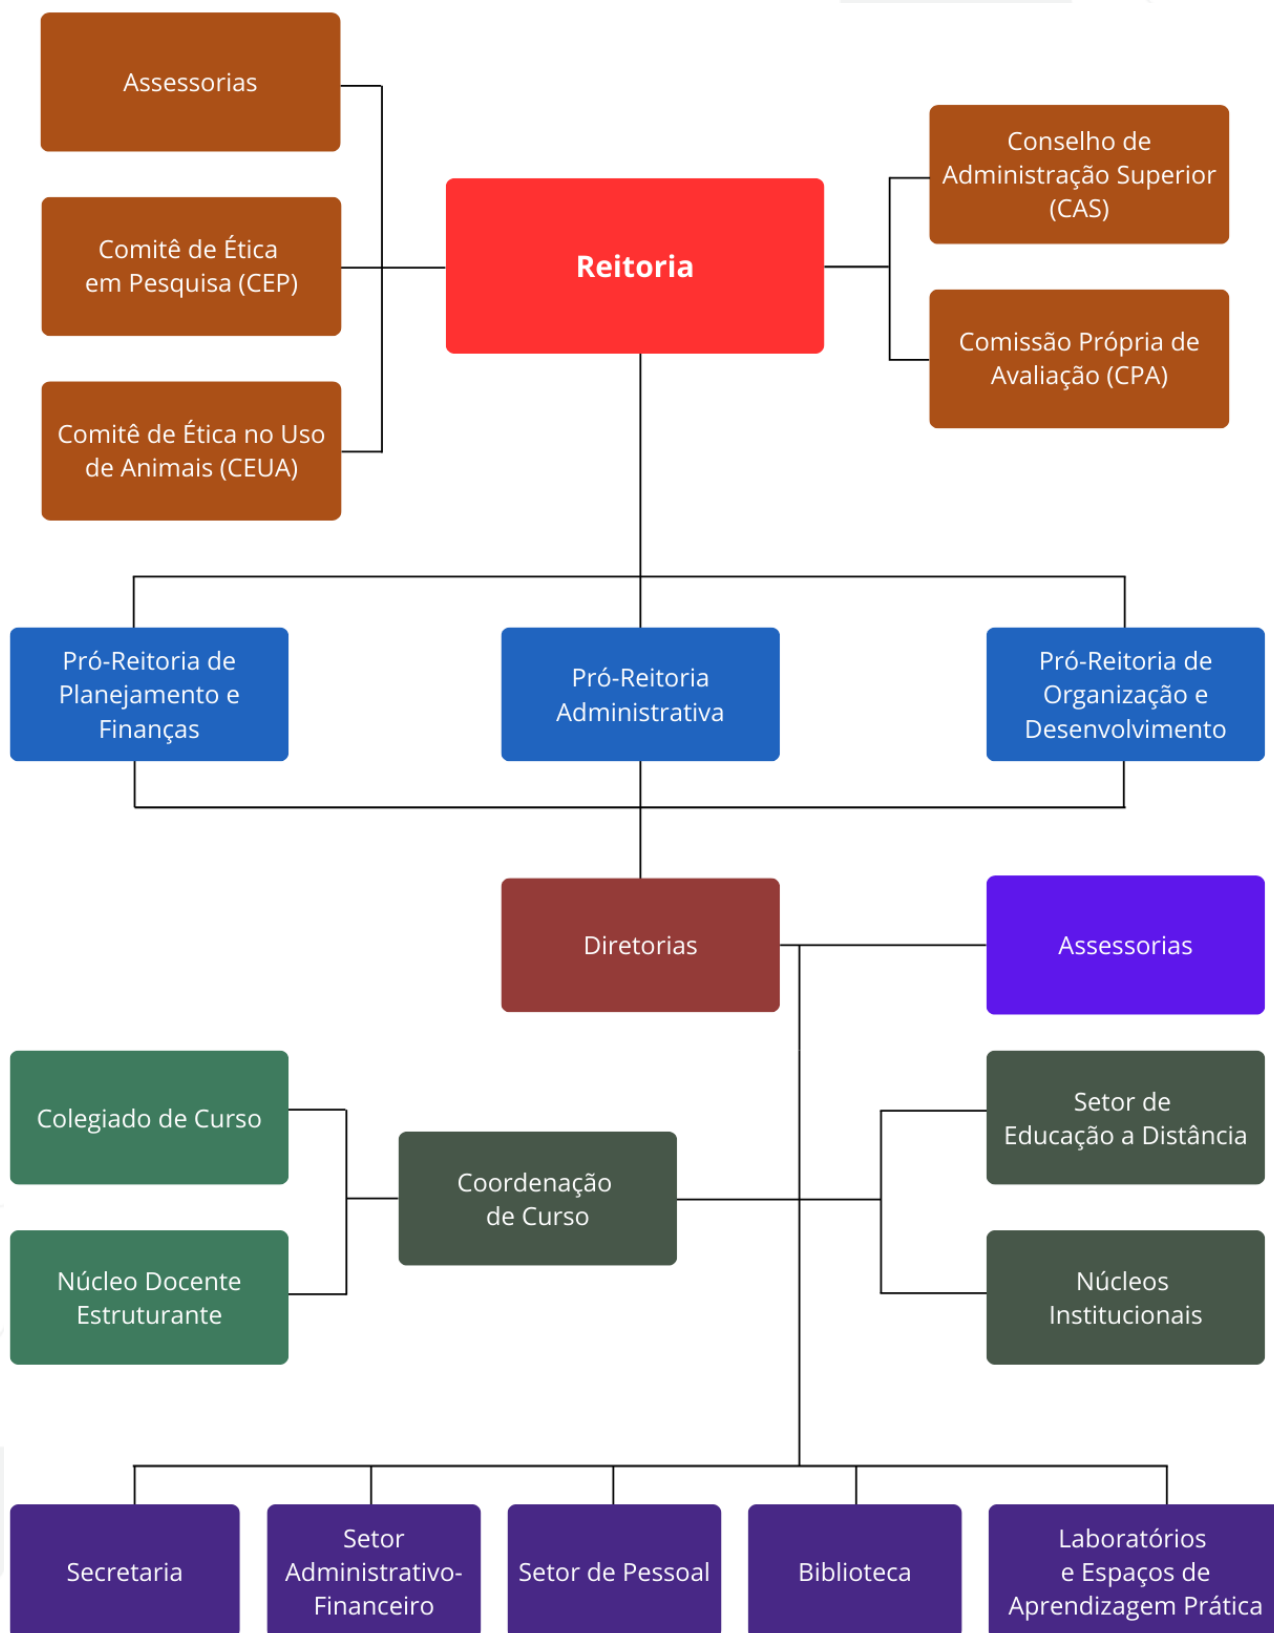 Assessorias
Conselho de
Administração Superior
(CAS)
Comitê de Ética
em Pesquisa (CEP)
Reitoria
Comissão Própria de
Avaliação (CPA)
Comitê de Ética no Uso
de Animais (CEUA)
Pró-Reitoria de
Planejamento e
Finanças
Pró-Reitoria
Administrativa
Pró-Reitoria de
Organização e
Desenvolvimento
Diretorias
Assessorias
Colegiado de Curso
Setor de
Educação a Distância
Coordenação
de Curso
Núcleo Docente
Estruturante
Núcleos
Institucionais
Secretaria
Setor
Administrativo-
Financeiro
Setor de Pessoal
Biblioteca
Laboratórios
e Espaços de
Aprendizagem Prática